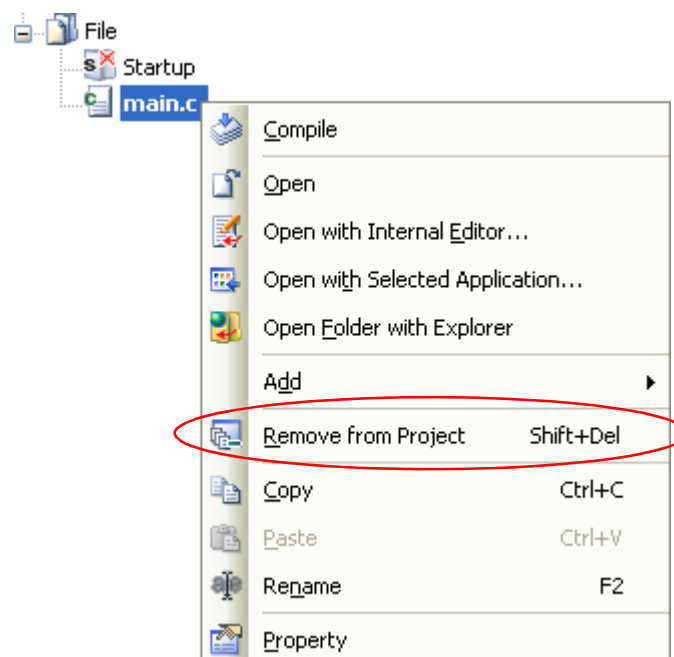 File
Startup
main.c
Compile
Open
Open with Internal Editor...
Open with Selected Application...
Open Folder with Explorer
Add
Remove from Project Shift+Del
Copy Ctrl+C
Paste Ctrl+V
Rename F2
Property